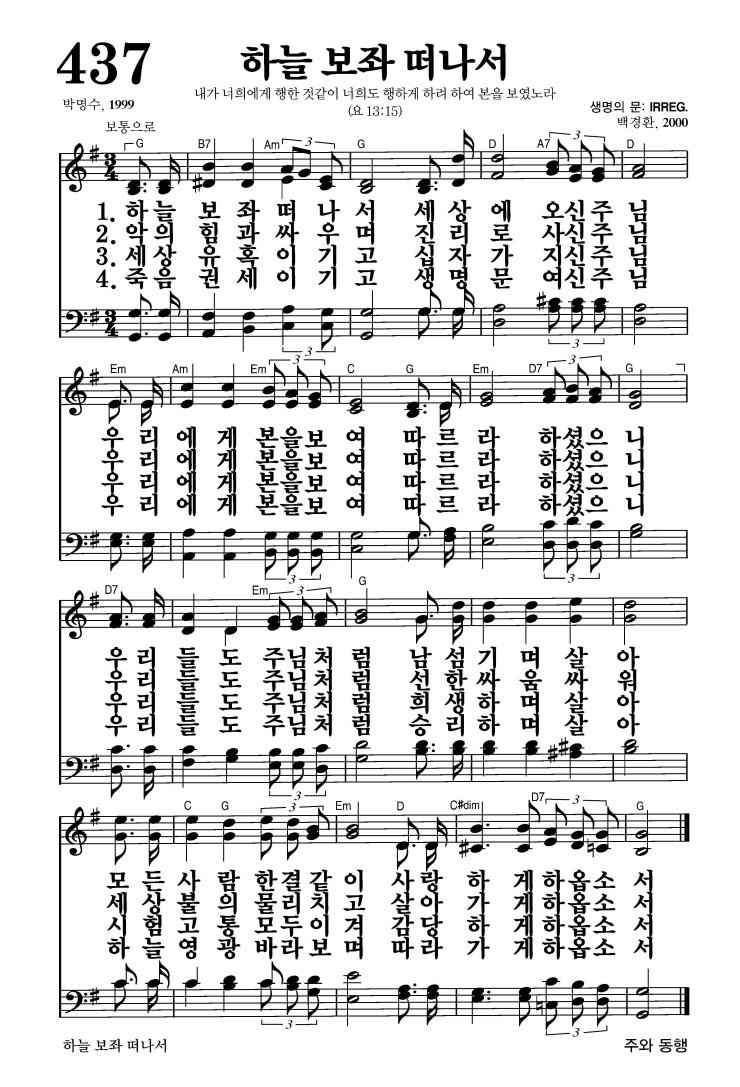 437
하늘 보좌 떠나서
내가 너희에게 행한 것같이 너희도 행하게 하려 하여 본을 보였노라
(요 13:15)
박명수, 1999
생명의 문: IRREG.
백경환, 2000
보통으로
G B7 Am 3 G D A7 3 D
1. 하늘 보좌 떠나서 세상에 오신주님
2. 악의 힘과싸우며 진리로 사신주님
3. 세상 유혹이기고 십자가 지신주님
4. 죽음 권세이기고 생명문 여신주님
3 3
Em Am Em 3 C G Em D7 3 G
우리에게본을보여 따르라 하셨으니
우리에게본을보여 따르라 하셨으니
우리에게본을보여 따르라 하셨으니
우리에게본을보여 따르라 하셨으니
3 3
D7 Em 3 G
우리들도 주님처럼 남섬기며살아
우리들도 주님처럼 선한싸움싸워
우리들도 주님처럼 희생하며살아
우리들도 주님처럼 승리하며살아
3
C G 3 Em D C#dim D7 3 G
모든사람한결같이 사랑하게하옵소서
세상불의물리치고 살아가게하옵소서
시험고통모두이겨 감당하게하옵소서
하늘영광바라보며 따라가게하옵소서
3 3
하늘 보좌 떠나서
주와 동행